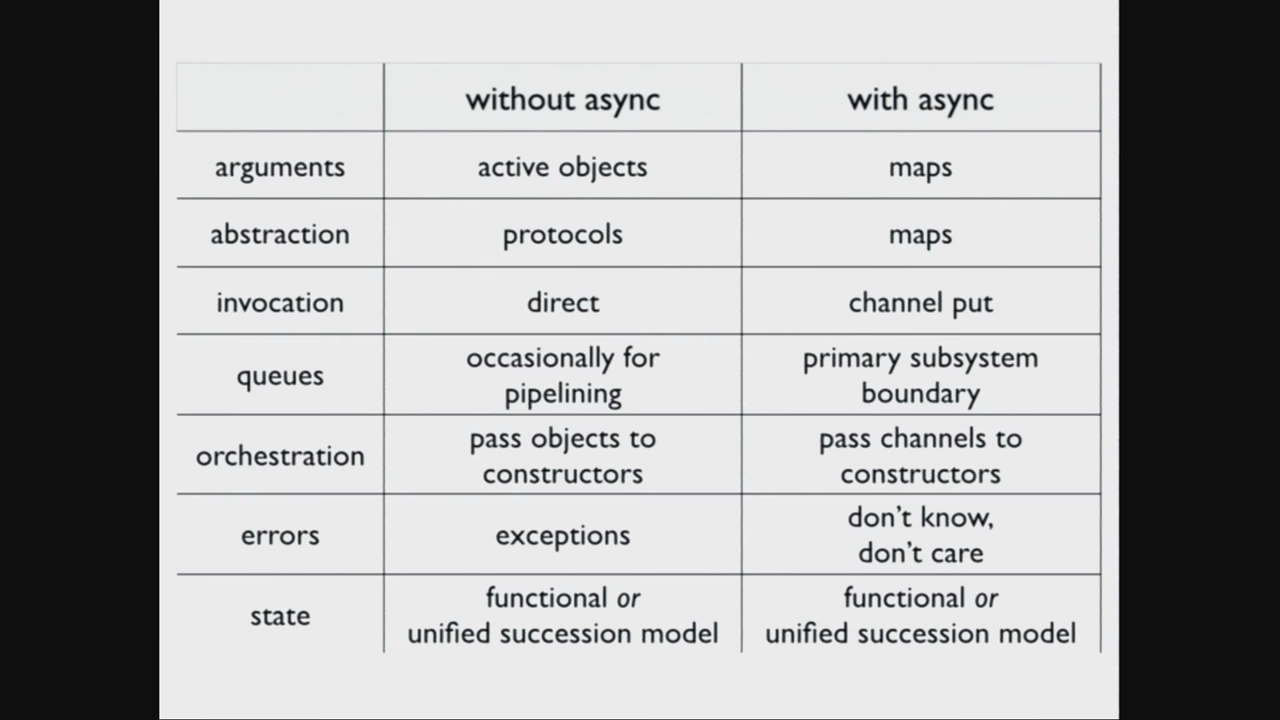 without async
with async
arguments
active objects
maps
abstraction
protocols
maps
invocation
direct
channel put
queues
occasionally for
pipelining
primary subsystem
boundary
orchestration
pass objects to
constructors
pass channels to
constructors
errors
exceptions
don't know,
don't care
state
functional or
unified succession model
functional or
unified succession model